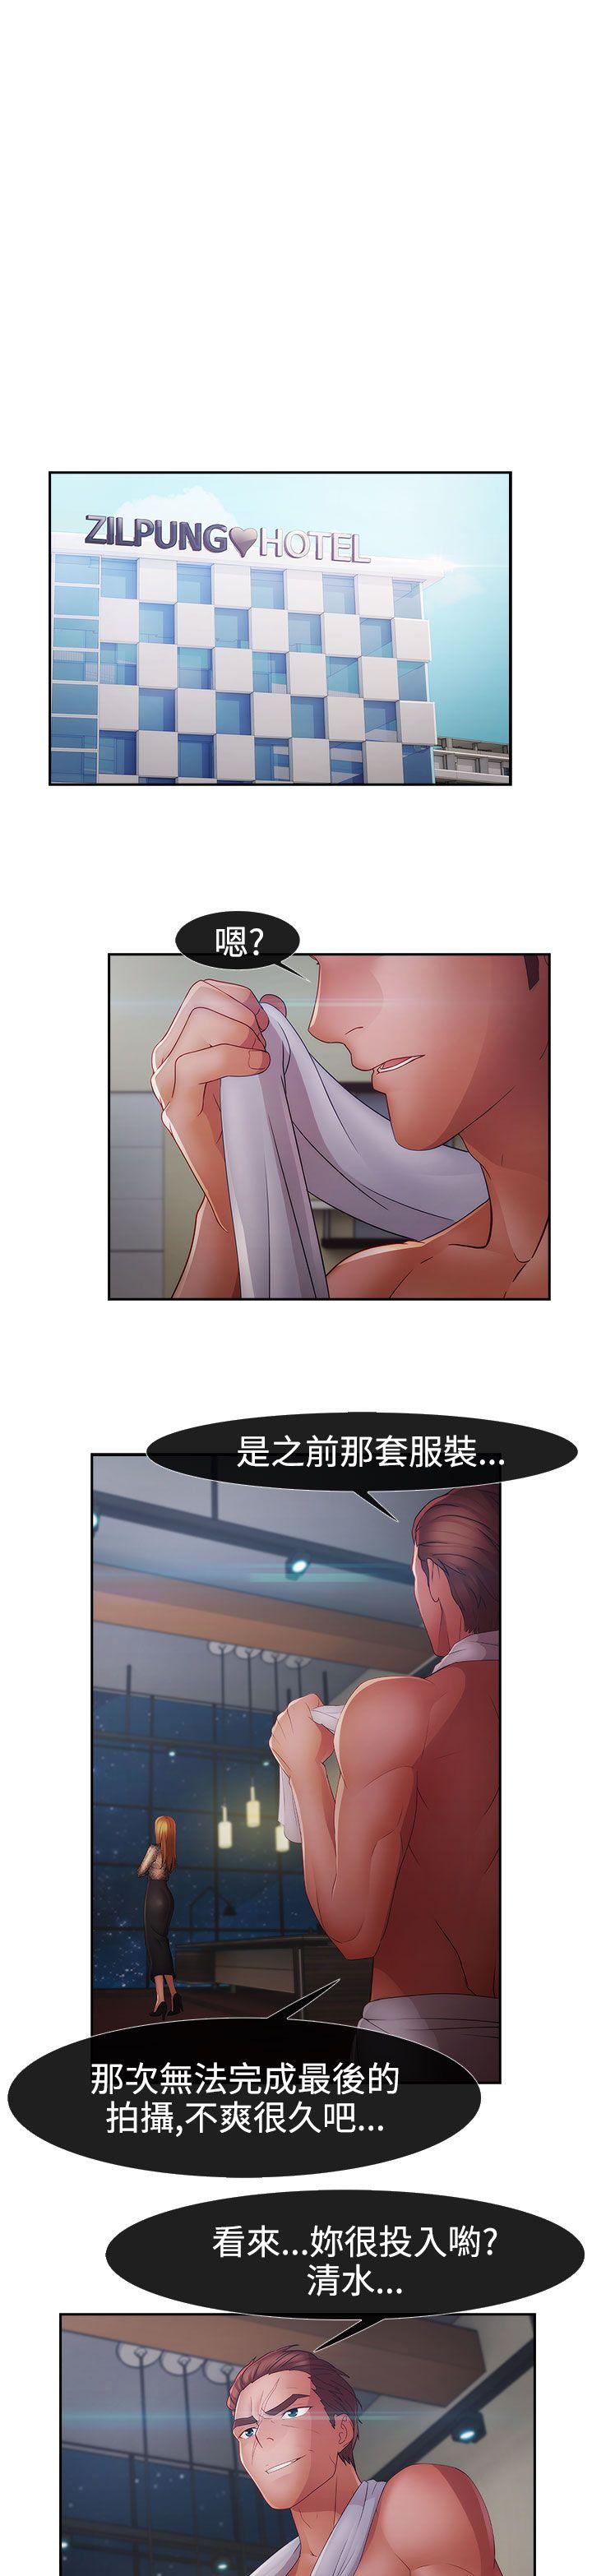 ZILPUNG♥HOTEL
嗯?
是之前那套服裝...
那次無法完成最後的
拍攝,不爽很久吧...
看來...妳很投入喲?
清水...